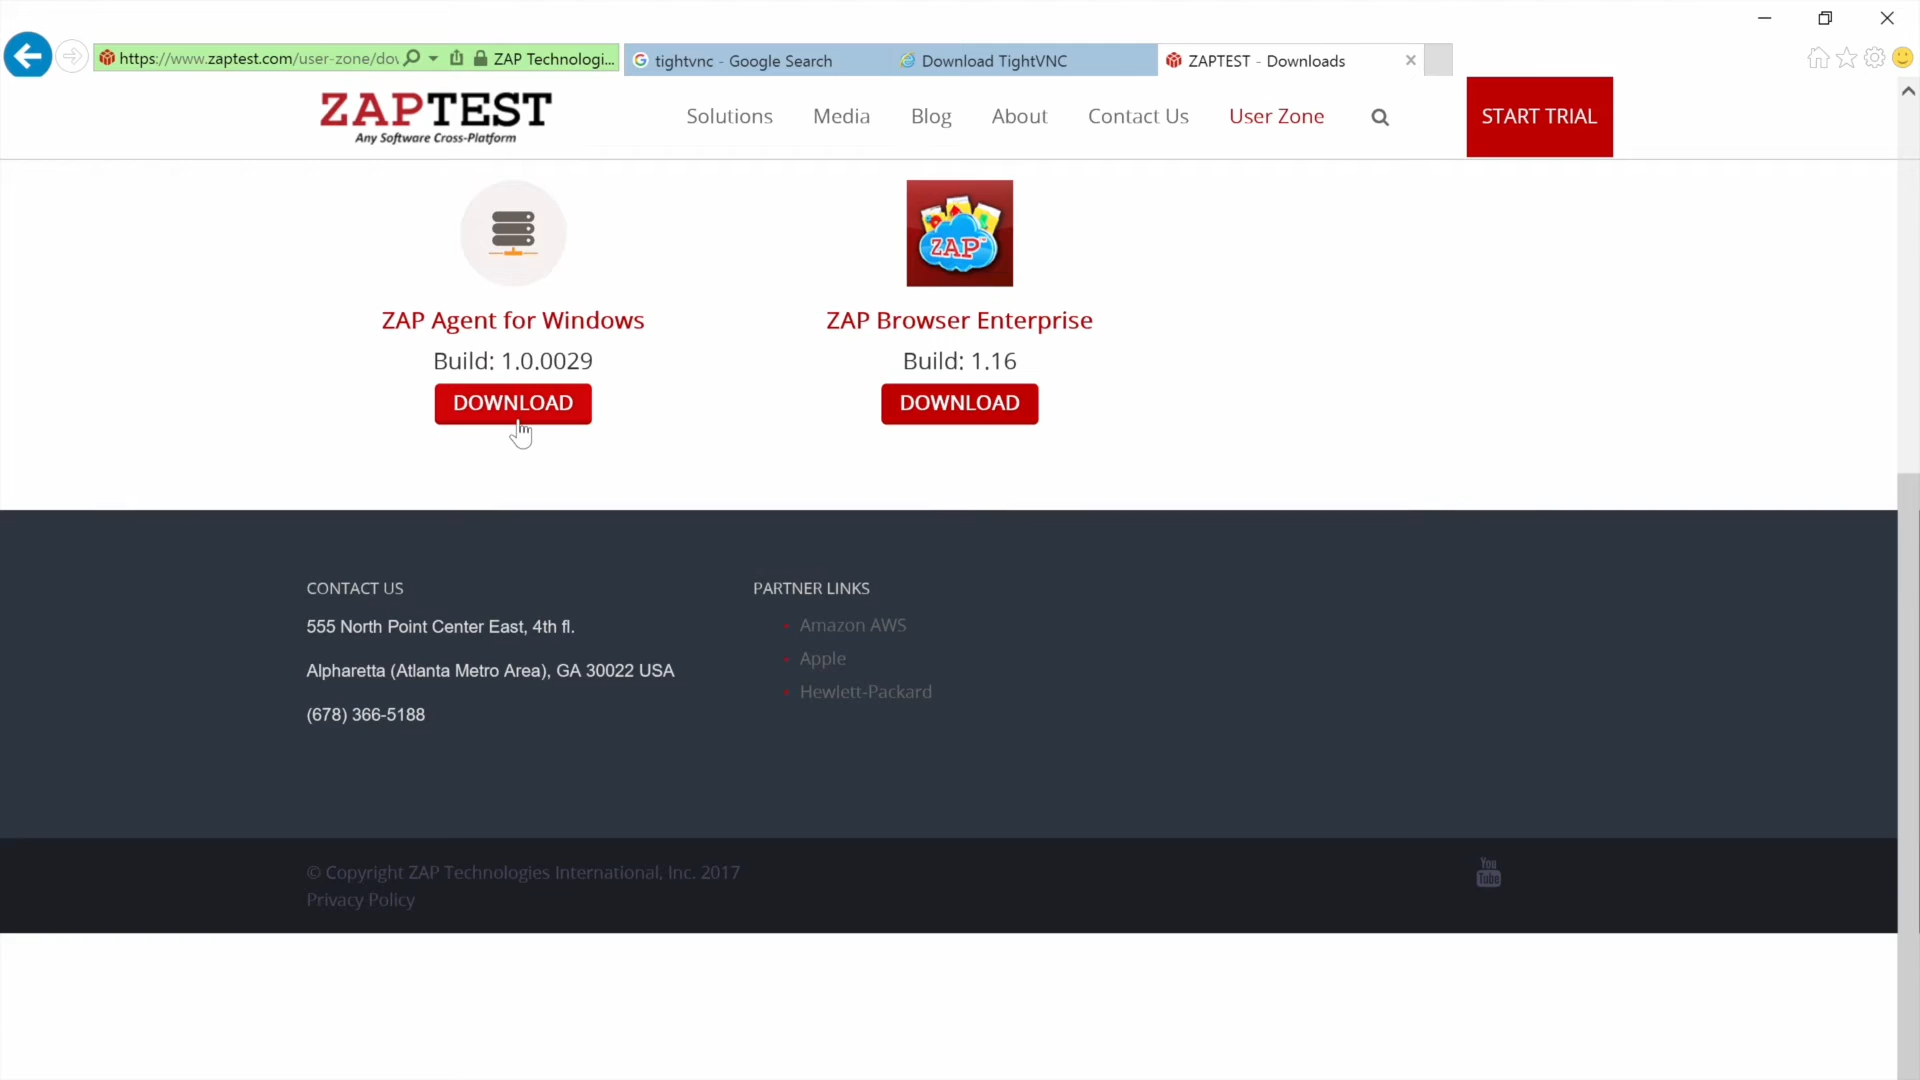 https://www.zaptest.com/user-zone/dov
ZAP Technologi...
tightvnc - Google Search
Download TightVNC
ZAPTEST - Downloads
ZAPTEST
Any Software Cross-Platform
Solutions
Media
Blog
About
Contact Us
User Zone
START TRIAL
ZAP
ZAP Agent for Windows
ZAP Browser Enterprise
Build: 1.0.0029
Build: 1.16
DOWNLOAD
DOWNLOAD
CONTACT US
PARTNER LINKS
555 North Point Center East, 4th fl.
Amazon AWS
Alpharetta (Atlanta Metro Area), GA 30022 USA
Apple
Hewlett-Packard
(678) 366-5188
© Copyright ZAP Technologies International, Inc. 2017
Privacy Policy
You
Tube